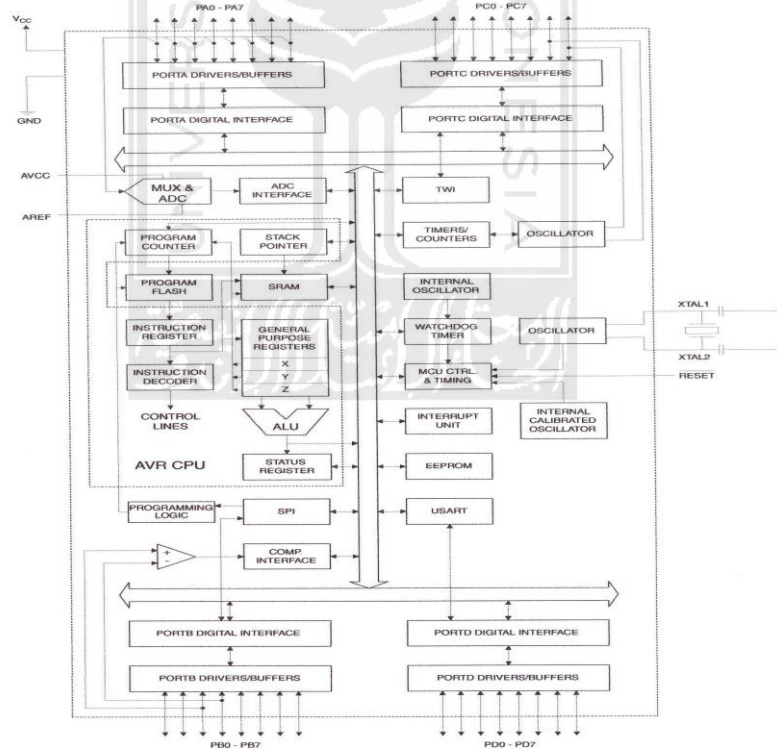 PA0 - PA7
PC0 - PC7
VCC
PORTA DRIVERS/BUFFERS
PORTC DRIVERS/BUFFERS
GND
PORTA DIGITAL INTERFACE
PORTC DIGITAL INTERFACE
AVCC
MUX &
ADC
ADC
INTERFACE
TWI
AREF
PROGRAM
COUNTER
STACK
POINTER
TIMERS/
COUNTERS
OSCILLATOR
PROGRAM
FLASH
SRAM
INTERNAL
OSCILLATOR
XTAL1
INSTRUCTION
REGISTER
GENERAL
PURPOSE
REGISTERS
WATCHDOG
TIMER
OSCILLATOR
XTAL2
X
INSTRUCTION
DECODER
Y
MCU CTRL.
& TIMING
RESET
Z
CONTROL
LINES
ALU
INTERRUPT
UNIT
INTERNAL
CALIBRATED
OSCILLATOR
AVR CPU
STATUS
REGISTER
EEPROM
PROGRAMMING
LOGIC
SPI
USART
+
-
COMP.
INTERFACE
PORTB DIGITAL INTERFACE
PORTD DIGITAL INTERFACE
PORTB DRIVERS/BUFFERS
PORTD DRIVERS/BUFFERS
PB0 - PB7
PD0 - PD7